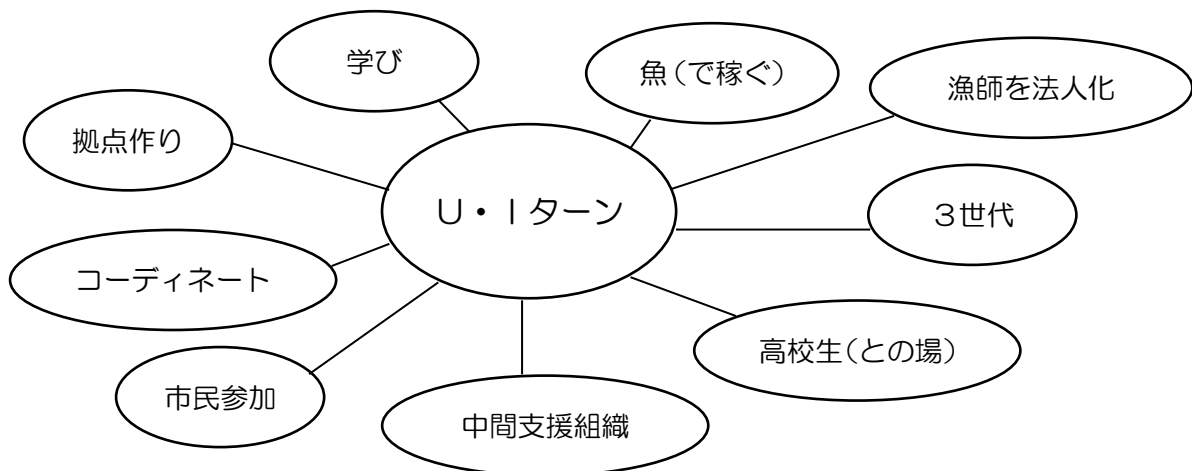 学び
魚（で稼ぐ）
漁師を法人化
拠点作り
U・Iターン
３世代
コーディネート
高校生（との場）
市民参加
中間支援組織